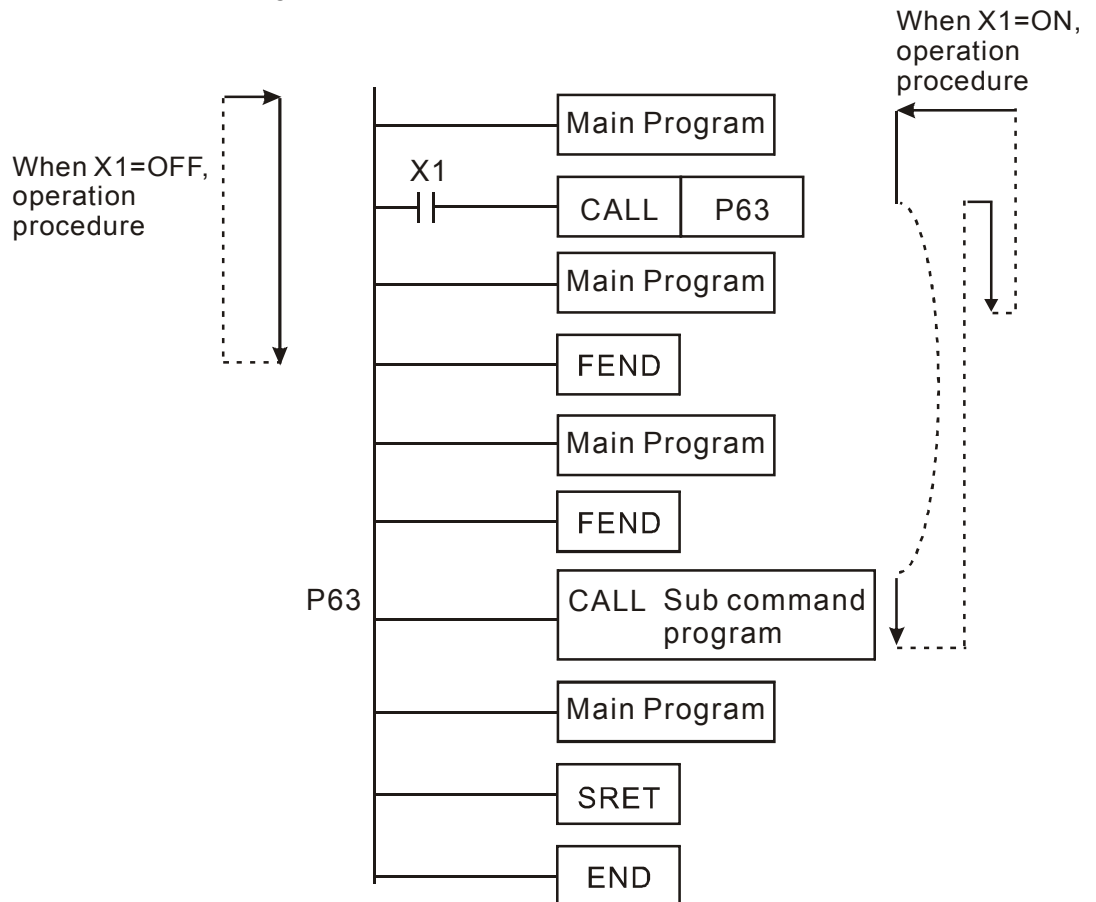 When X1=ON,
operation
procedure
When X1=OFF,
operation
procedure
Main Program
X1
CALL P63
Main Program
FEND
Main Program
FEND
P63
CALL Sub command
program
Main Program
SRET
END